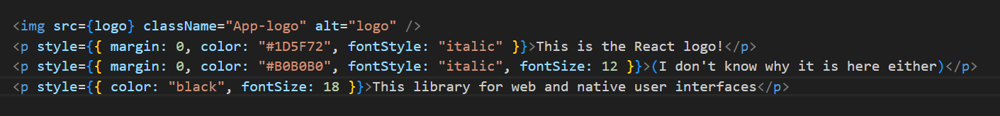 <img src={logo} className="App-logo" alt="logo" />
<p style={{ margin: 0, color: "#1D5F72", fontStyle: "italic" }}>This is the React logo!</p>
<p style={{ margin: 0, color: "#B0B0B0", fontStyle: "italic", fontSize: 12 }}>(I don't know why it is here either)</p>
<p style={{ color: "black", fontSize: 18 }}>This library for web and native user interfaces</p>